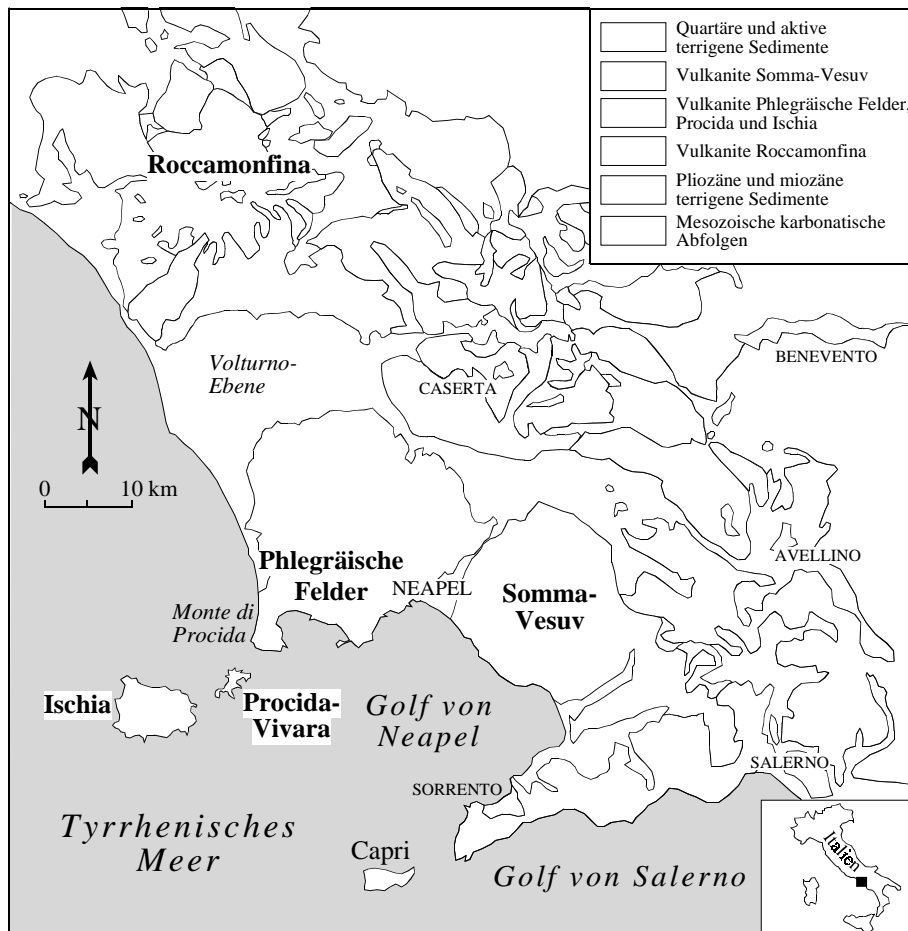 Quartäre und aktive
terrigene Sedimente
Vulkanite Somma-Vesuv
Vulkanite Phlegräische Felder,
Procida und Ischia
Vulkanite Roccamonfina
Pliozäne und miozäne
terrigene Sedimente
Mesozoische karbonatische
Abfolgen
Roccamonfina
Volturno-
Ebene
BENEVENTO
CASERTA
N
0 10 km
Phlegräische
Felder
NEAPEL
Somma-
Vesuv
AVELLINO
Monte di
Procida
Ischia
Procida-
Vivara
Golf von
Neapel
SALERNO
SORRENTO
Tyrrhenisches
Meer
Capri
Golf von Salerno
Italien